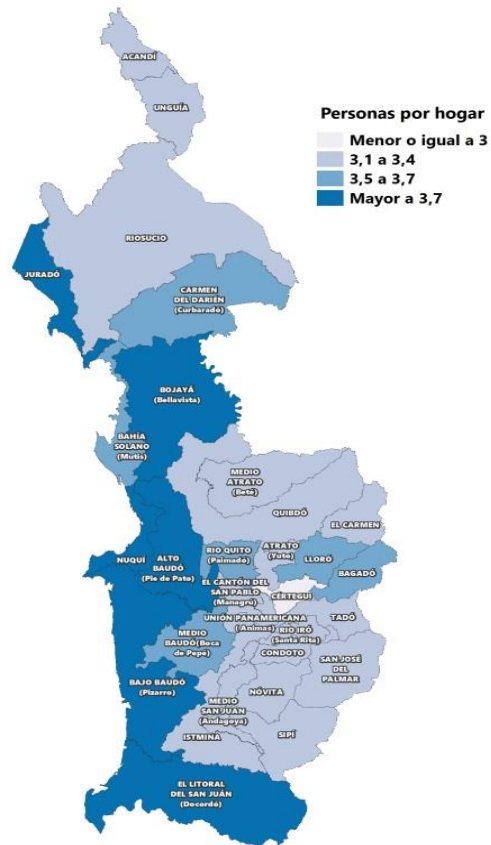 ACANDÍ
UNGUÍA
Personas por hogar
Menor o igual a 3
3,1 a 3,4
3,5 a 3,7
Mayor a 3,7
RIOSUCIO
JURADÓ
CARMEN
DEL DARIÉN
(Curbaradó)
BOJAYÁ
(Bellavista)
BAHÍA
SOLANO
(Mutis)
MEDIO
ATRATO
(Beté)
QUIBDÓ
EL CARMEN
NUQUÍ
ALTO
BAUDÓ
(Pie de Pato)
RIO QUITO
(Paimadó)
ATRATO
(Yuto)
LLORÓ
BAGADÓ
EL CANTÓN DEL
SAN PABLO
(Managrú)
CÉRTEGUI
UNIÓN PANAMERICANA
(Ánimas)
RIO IRÓ
(Santa Rita)
TADÓ
MEDIO
BAUDÓ(Boca
de Pepé)
CONDOTO
SAN JOSÉ
DEL
PALMAR
BAJO BAUDÓ
(Pizarro)
NÓVITA
MEDIO
SAN JUAN
(Andagoya)
ISTMINÁ
SIPÍ
EL LITORAL
DEL SAN JUÁN
(Docordó)